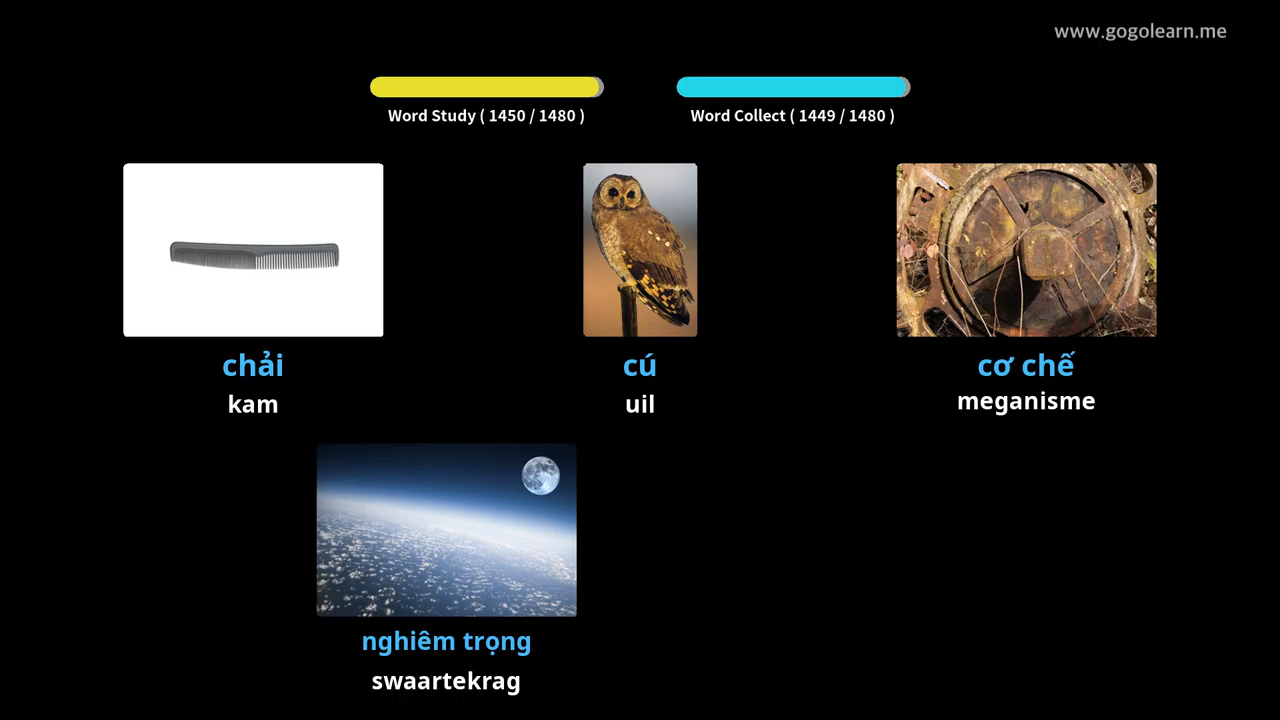 www.gogolearn.me
Word Study ( 1450 / 1480 )
Word Collect ( 1449 / 1480 )
chải
kam
cú
uil
cơ chế
meganisme
nghiêm trọng
swaartekrag